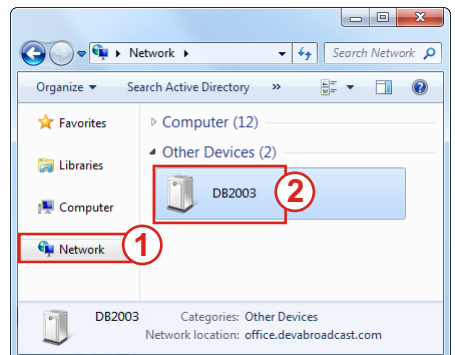 Network
Search Network
Organize Search Active Directory »
Favorites
Libraries
Computer
Network
1
Computer (12)
Other Devices (2)
DB2003
2
DB2003 Categories: Other Devices
Network location: office.devabroadcast.com